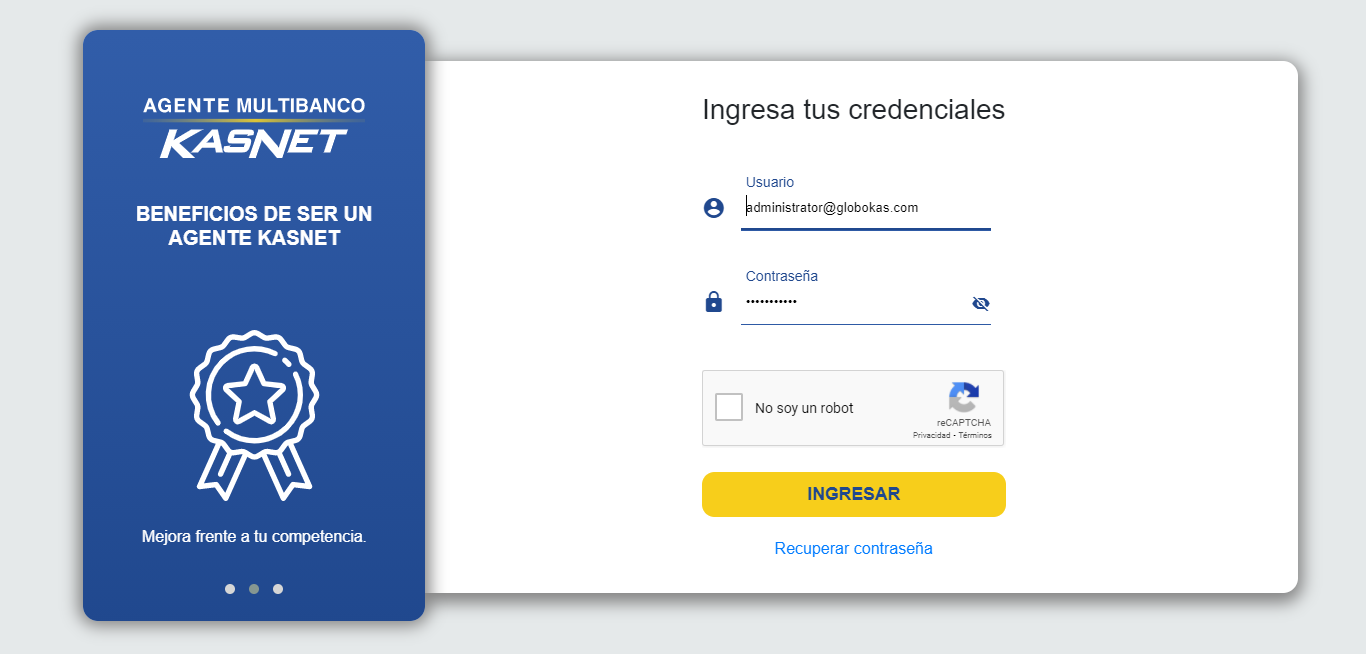 AGENTE MULTIBANCO
KASNET
BENEFICIOS DE SER UN
AGENTE KASNET
Mejora frente a tu competencia.
Ingresa tus credenciales
Usuario
administrator@globokas.com
Contraseña
•••••••••••
No soy un robot
reCAPTCHA
Privacidad - Términos
INGRESAR
Recuperar contraseña